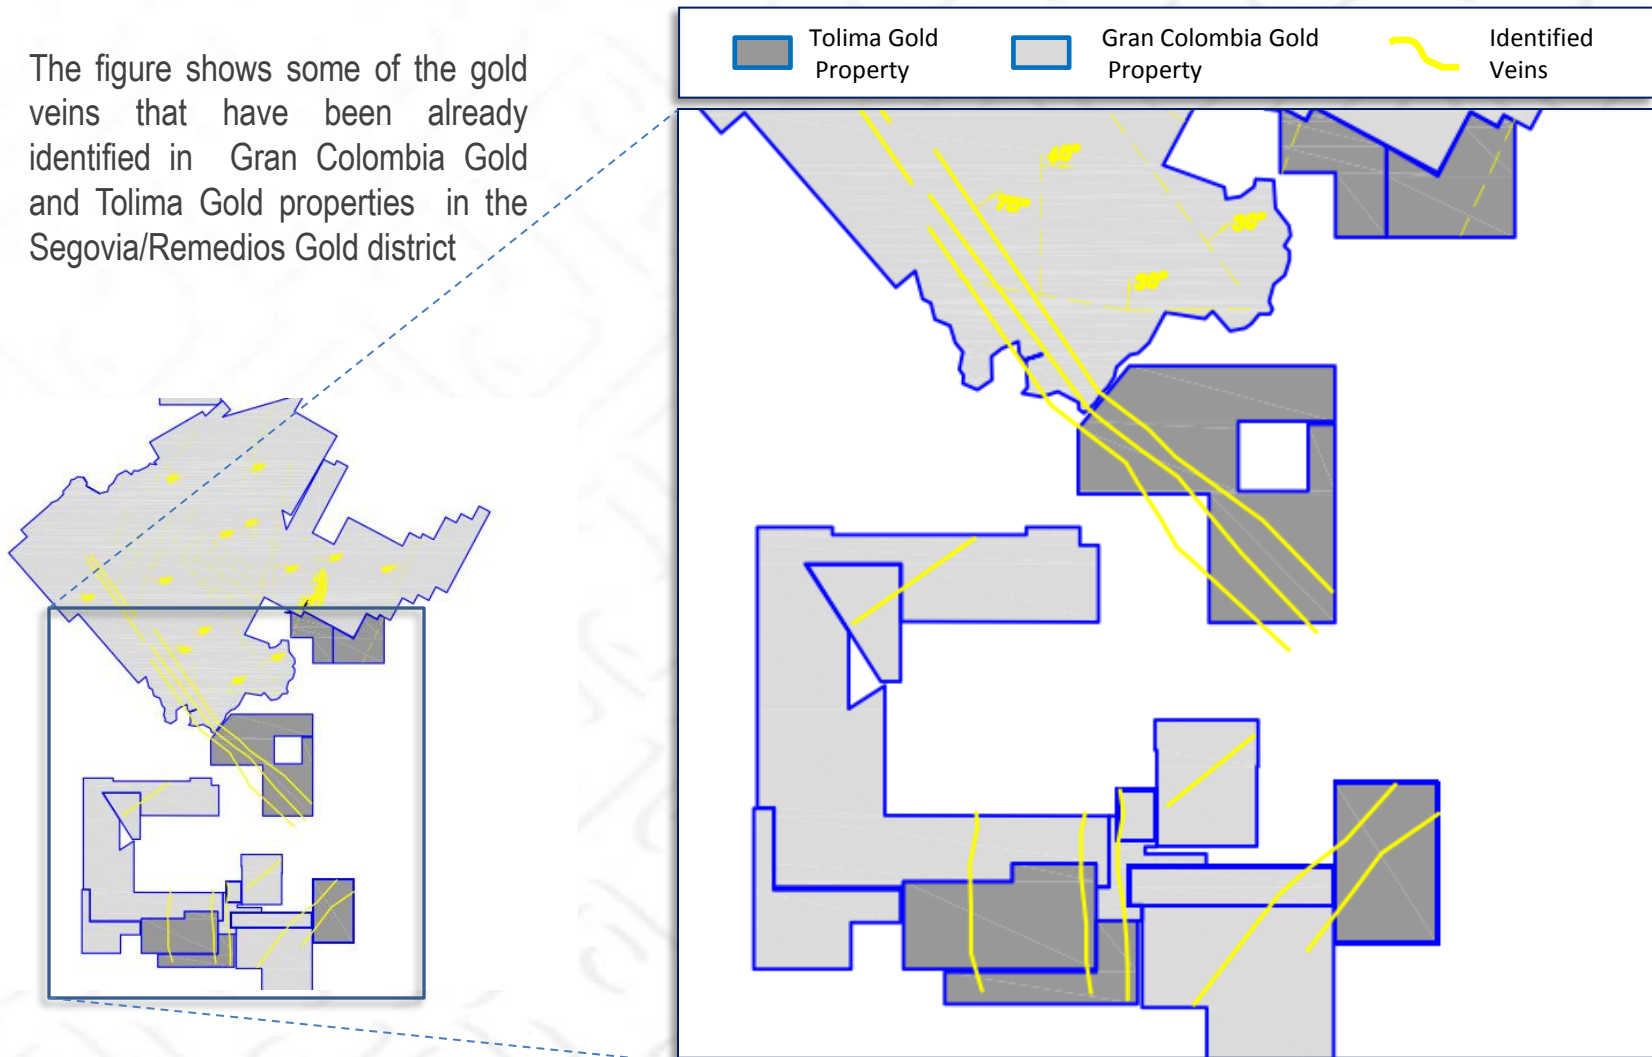 The figure shows some of the gold
veins that have been already
identified in Gran Colombia Gold
and Tolima Gold properties in the
Segovia/Remedios Gold district
Tolima Gold
Property
Gran Colombia Gold
Property
Identified
Veins